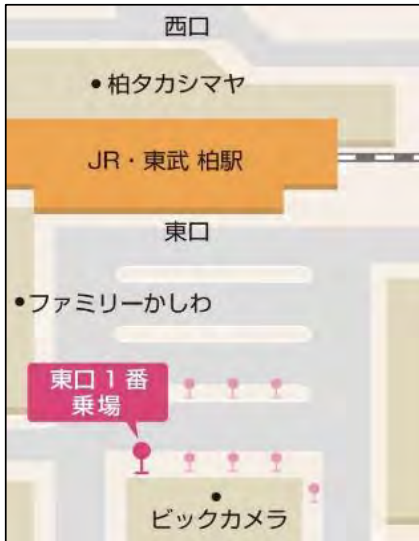 西口
柏タカシマヤ
JR・東武 柏駅
東口
ファミリーかしわ
東口1番
乗場
ビックカメラ